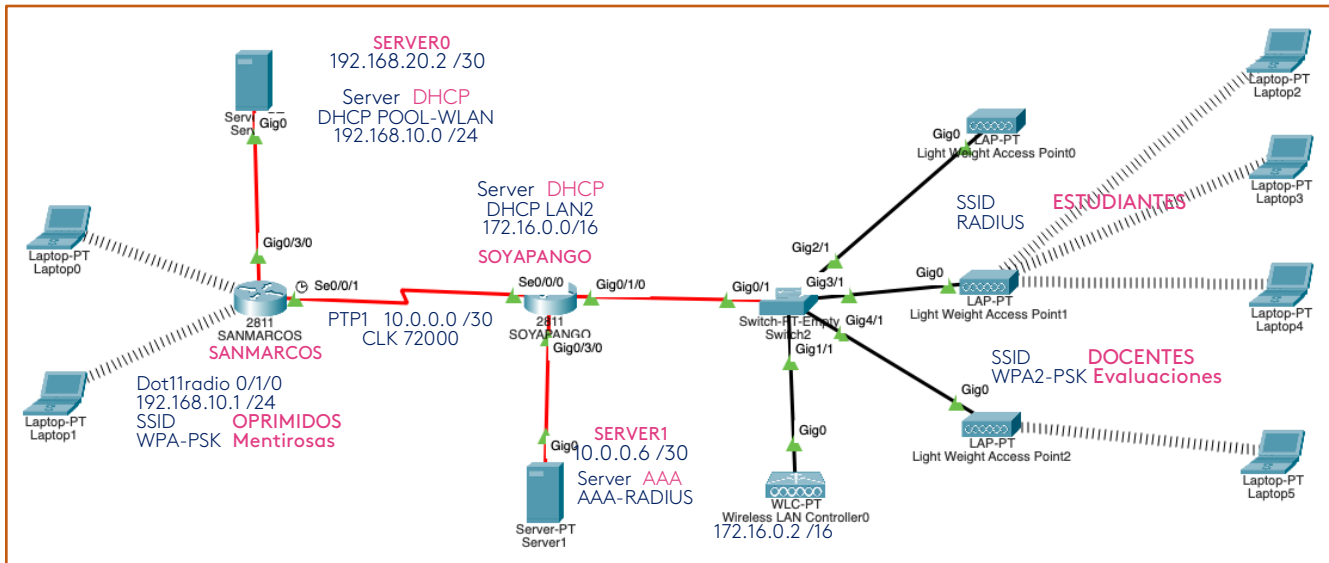 SERVER0
192.168.20.2 /30
Server DHCP
DHCP POOL-WLAN
192.168.10.0 /24
Gig0
Gig0/3/0
Laptop-PT
Laptop0
Laptop-PT
Laptop1
2811
SANMARCOS
SANMARCOS
Se0/0/1
Dot11radio 0/1/0
192.168.10.1 /24
SSID OPRIMIDOS
WPA-PSK Mentirosas
PTP1 10.0.0.0 /30
CLK 72000
Server DHCP
DHCP LAN2
172.16.0.0/16
SOYAPANGO
Se0/0/0
Gig0/1/0
2811
SOYAPANGO
Gig0/3/0
Gig0
SERVER1
10.0.0.6 /30
Server AAA
AAA-RADIUS
Server-PT
Server1
Gig0/1
Gig2/1
Gig3/1
Gig4/1
Gig1/1
Switch-PT-Empty
Switch2
Gig0
WLC-PT
Wireless LAN Controller0
172.16.0.2 /16
Gig0
LAP-PT
Light Weight Access Point0
SSID ESTUDIANTES
RADIUS
Gig0
LAP-PT
Light Weight Access Point1
SSID DOCENTES
WPA2-PSK Evaluaciones
Gig0
LAP-PT
Light Weight Access Point2
Laptop-PT
Laptop2
Laptop-PT
Laptop3
Laptop-PT
Laptop4
Laptop-PT
Laptop5